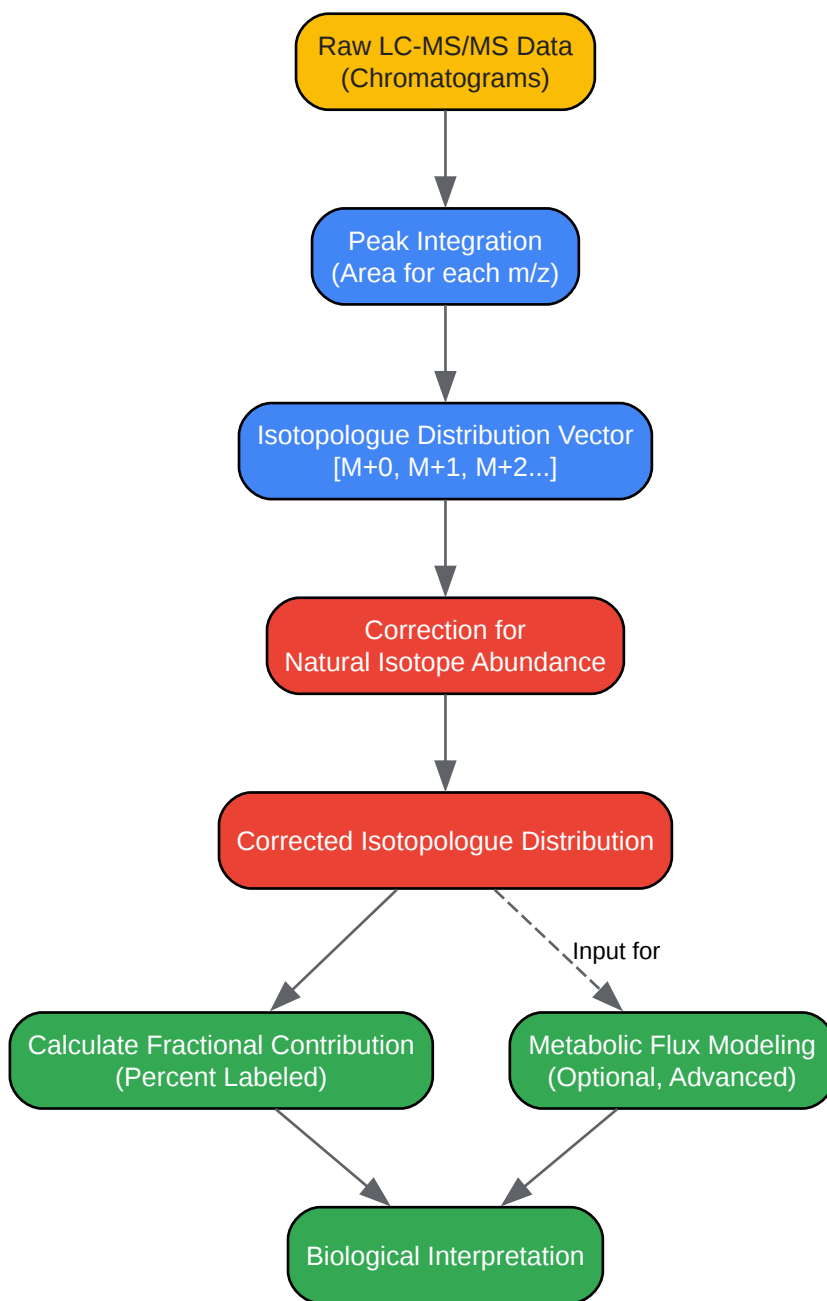 Raw LC-MS/MS Data
(Chromatograms)
Peak Integration
(Area for each m/z)
Isotopologue Distribution Vector
[M+0, M+1, M+2...]
Correction for
Natural Isotope Abundance
Corrected Isotopologue Distribution
Input for
Calculate Fractional Contribution
(Percent Labeled)
Metabolic Flux Modeling
(Optional, Advanced)
Biological Interpretation